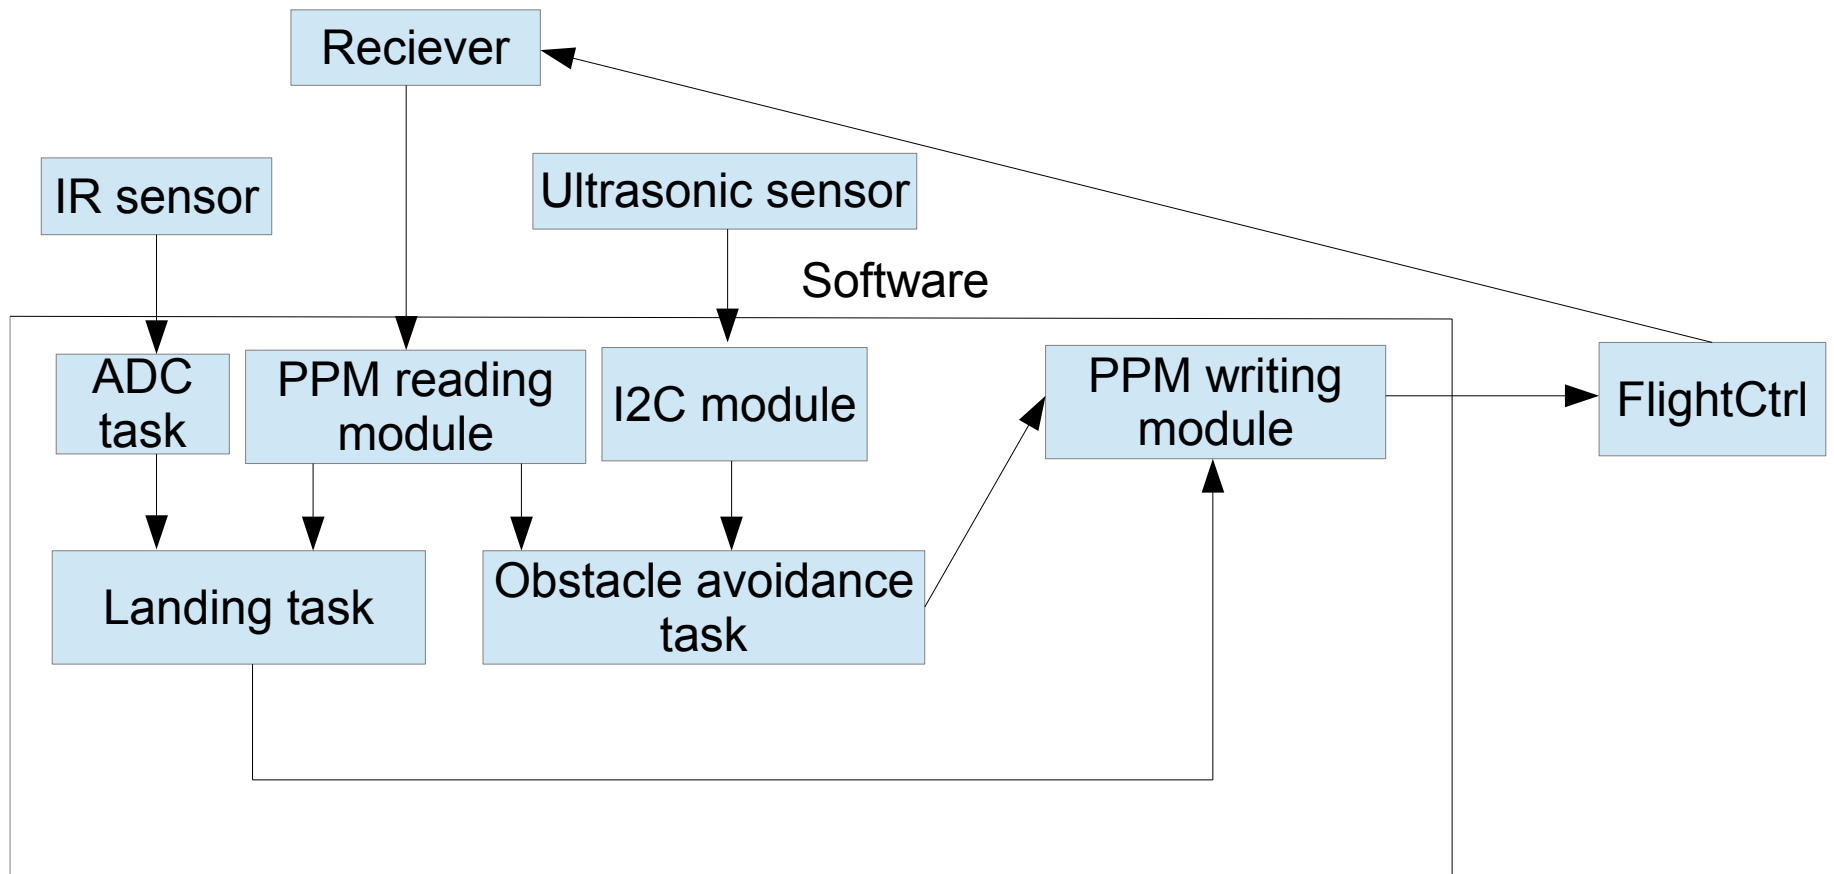 Reciever
IR sensor
Ultrasonic sensor
Software
ADC
task
PPM reading
module
I2C module
PPM writing
module
FlightCtrl
Landing task
Obstacle avoidance
task